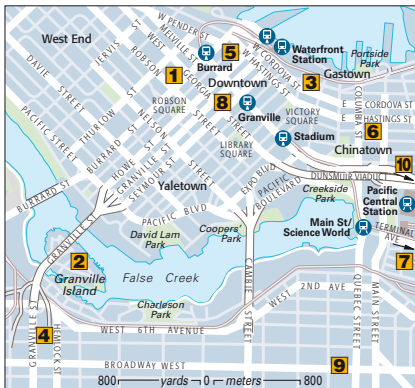 W PENDER ST
West End
JERVIS ST
MELVILLE ST
WEST GEORGIA STREET
ROBSON
Burrard
5
Waterfront
Station
Portside
Park
W CORDOVA ST
W HASTINGS ST
Gastown
3
1
Downtown
DAVIE STREET
THURLOW ST
ROBSON
SQUARE
8
Granville
VICTORY
SQUARE
COLUMBIA ST
E CORDOVA ST
E HASTINGS ST
6
PACIFIC STREET
BURRARD ST
NELSON STREET
HOWE ST
GRANVILLE ST
SEYMOUR ST
LIBRARY
SQUARE
Stadium
Chinatown
10
DUNSMUIR VIADUCT
Yaletown
EXPO BLVD
PACIFIC
BOULEVARD
Creekside
Park
Pacific
Central
Station
BURRARD ST
PACIFIC BLVD
David Lam
Park
Coopers'
Park
Main St/
Science World
TERMINAL
AVE
7
GRANVILLE ST
2
Granville
Island
False Creek
Charleson
Park
CAMBIE STREET
WEST 2ND AVE
QUEBEC STREET
MAIN STREET
4
GRANVILLE ST
HEMLOCK ST
WEST 6TH AVENUE
BROADWAY WEST
9
800 yards 0 meters 800